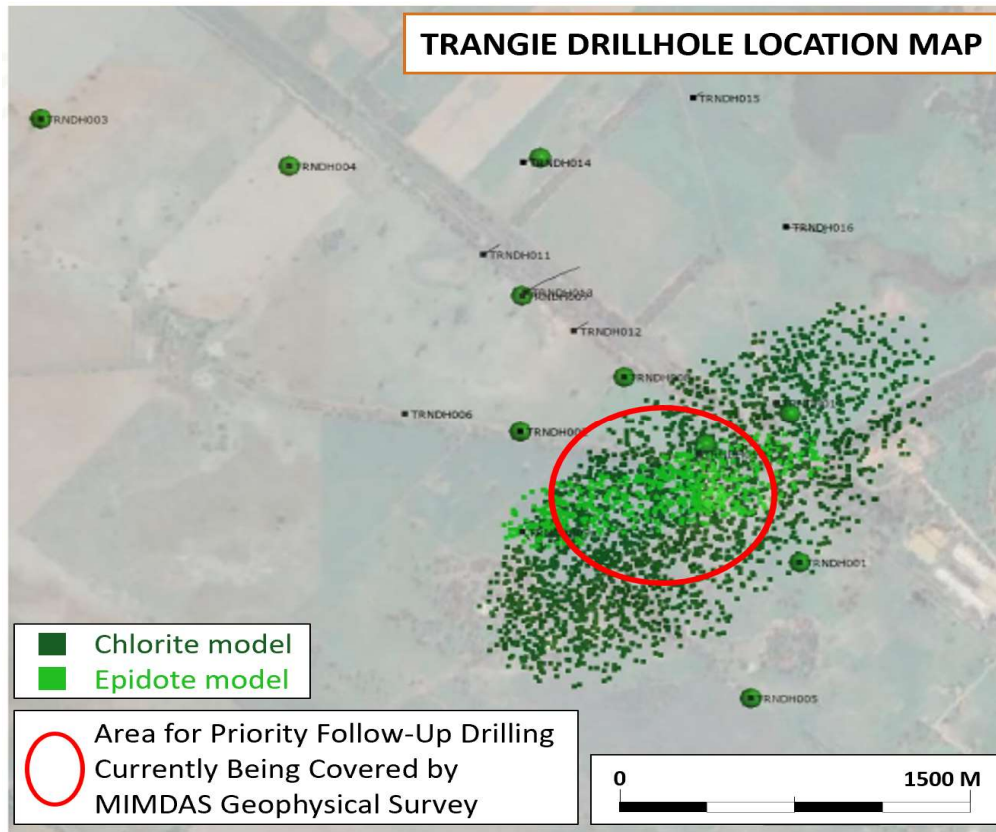 TRANGIE DRILLHOLE LOCATION MAP
TRNDH015
TRNDH003
TRNDH014
TRNDH004
TRNDH016
TRNDH011
TRNDH013
TRNDH012
TRNDH006
TRNDH001
TRNDH005
Chlorite model
Epidote model
Area for Priority Follow-Up Drilling
Currently Being Covered by
MIMDAS Geophysical Survey
0 1500 M